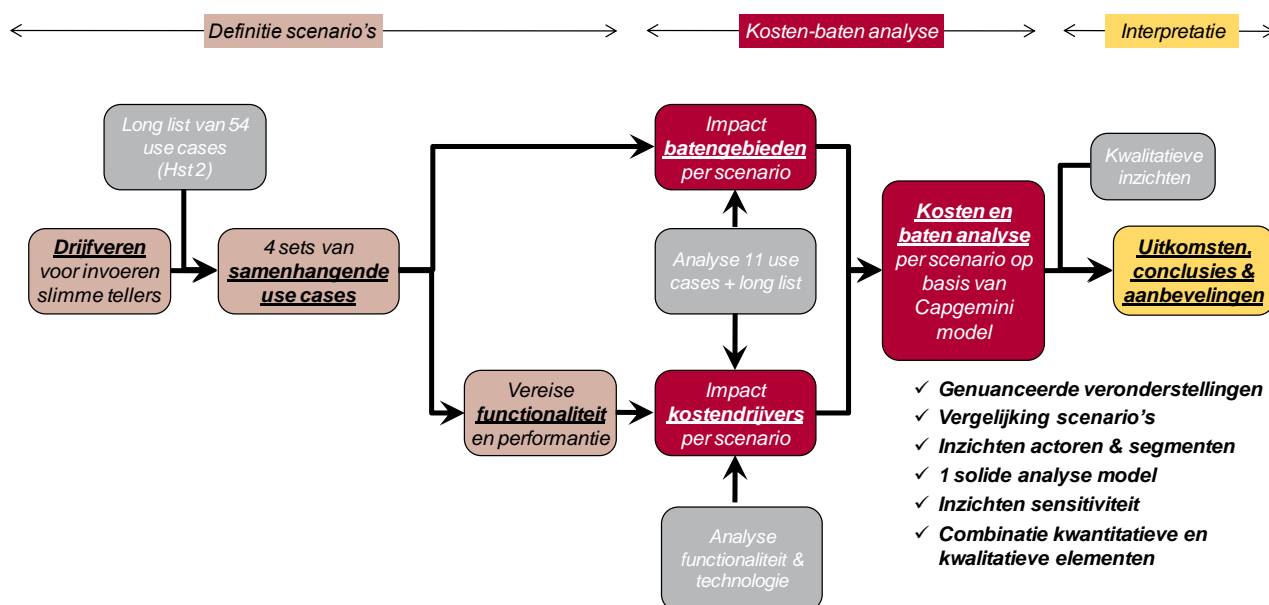 Definitie scenario's
Kosten-baten analyse
Interpretatie
Long list van 54
use cases
(Hst 2)
Drijfveren
voor invoeren
slimme tellers
4 sets van
samenhangende
use cases
Vereise
functionaliteit
en performantie
Impact
batengebieden
per scenario
Analyse 11 use
cases + long list
Impact
kostendrijvers
per scenario
Analyse
functionaliteit &
technologie
Kosten en
baten analyse
per scenario op
basis van
Capgemini
model
Kwalitatieve
inzichten
Uitkomsten,
conclusies &
aanbevelingen
✓ Genuanceerde veronderstellingen
✓ Vergelijking scenario's
✓ Inzichten actoren & segmenten
✓ 1 solide analyse model
✓ Inzichten sensitiviteit
✓ Combinatie kwantitatieve en
kwalitatieve elementen